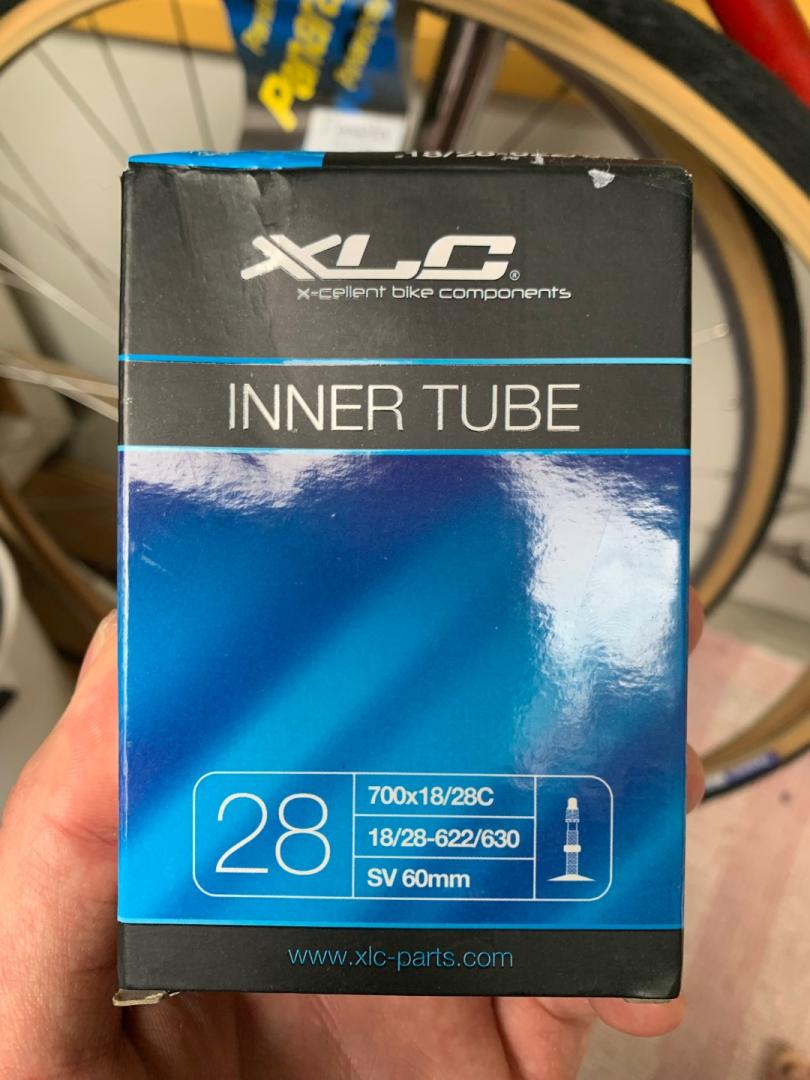 XLC®
x-cellent bike components
INNER TUBE
28
700x18/28C
18/28-622/630
SV 60mm
www.xlc-parts.com